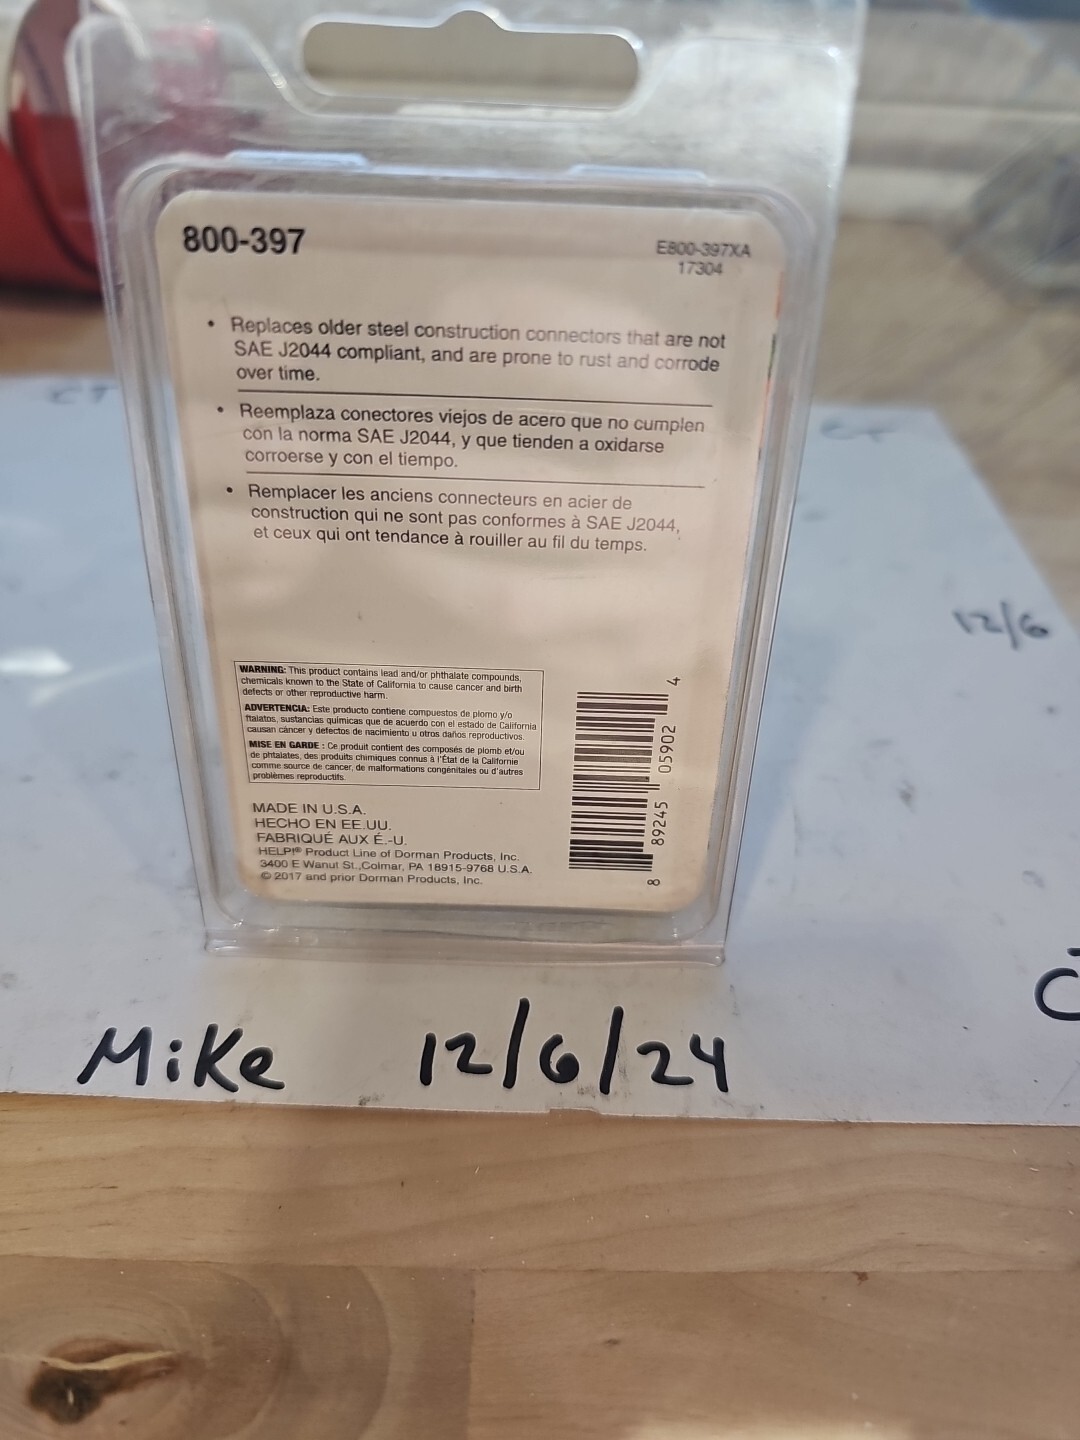 800-397
E800-397XA
17304
• Replaces older steel construction connectors that are not
SAE J2044 compliant, and are prone to rust and corrode
over time.
• Reemplaza conectores viejos de acero que no cumplen
con la norma SAE J2044, y que tienden a oxidarse
corroerse y con el tiempo.
• Remplacer les anciens connecteurs en acier de
construction qui ne sont pas conformes à SAE J2044,
et ceux qui ont tendance à rouiller au fil du temps.
WARNING: This product contains lead and/or phthalate compounds,
chemicals known to the State of California to cause cancer and birth
defects or other reproductive harm.
ADVERTENCIA: Este producto contiene compuestos de plomo y/o
ftalatos, sustancias químicas que de acuerdo con el estado de California
causan cáncer y defectos de nacimiento u otros daños reproductivos.
MISE EN GARDE : Ce produit contient des composés de plomb et/ou
de phtalates, des produits chimiques connus à l'État de la Californie
comme source de cancer, de malformations congénitales ou d'autres
problèmes reproductifs.
MADE IN U.S.A.
HECHO EN EE.UU.
FABRIQUÉ AUX É.-U.
HELP!® Product Line of Dorman Products, Inc.
3400 E Wanut St.,Colmar, PA 18915-9768 U.S.A.
© 2017 and prior Dorman Products, Inc.
8 89245 05902 4
12/6
Mike 12/6/24